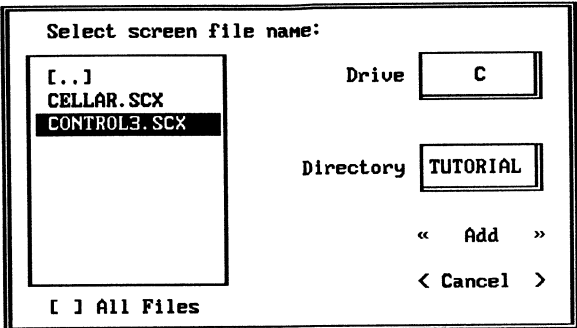 Select screen file name:
[..]
CELLAR.SCX
CONTROL3.SCX
Drive C
Directory TUTORIAL
« Add »
< Cancel >
[ ] All Files